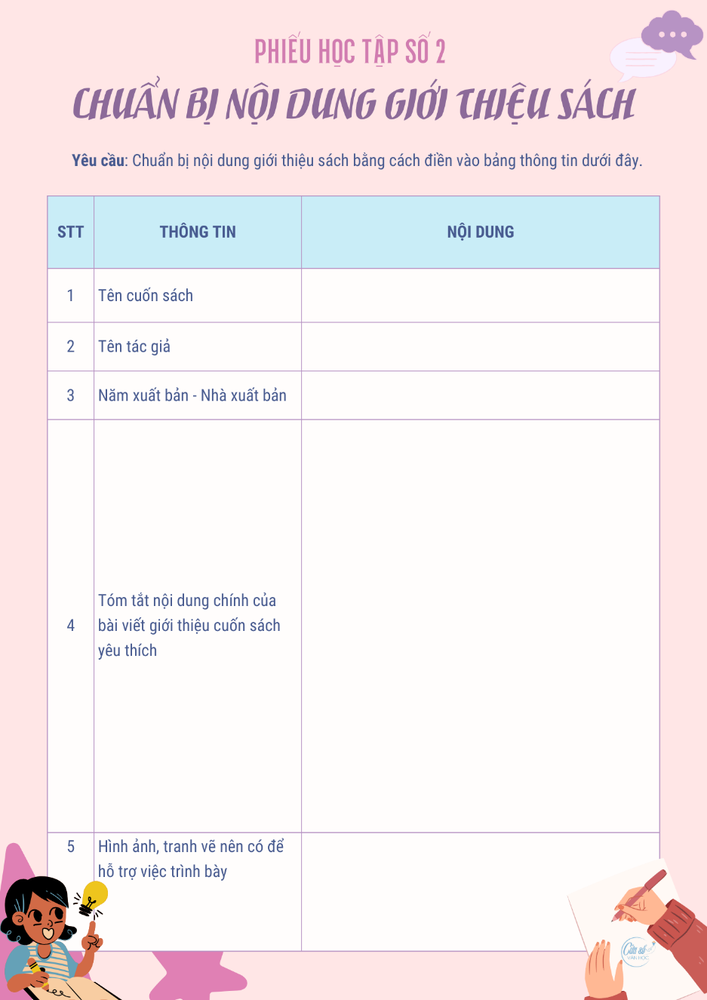 PHIẾU HỌC TẬP SỐ 2
CHUẨN BỊ NỘI DUNG GIỚI THIỆU SÁCH
Yêu cầu: Chuẩn bị nội dung giới thiệu sách bằng cách điền vào bảng thông tin dưới đây.
STT THÔNG TIN NỘI DUNG
1 Tên cuốn sách
2 Tên tác giả
3 Năm xuất bản - Nhà xuất bản
4 Tóm tắt nội dung chính của
bài viết giới thiệu cuốn sách
yêu thích
5 Hình ảnh, tranh vẽ nên có để
hỗ trợ việc trình bày
Cửa sổ
VĂN HỌC